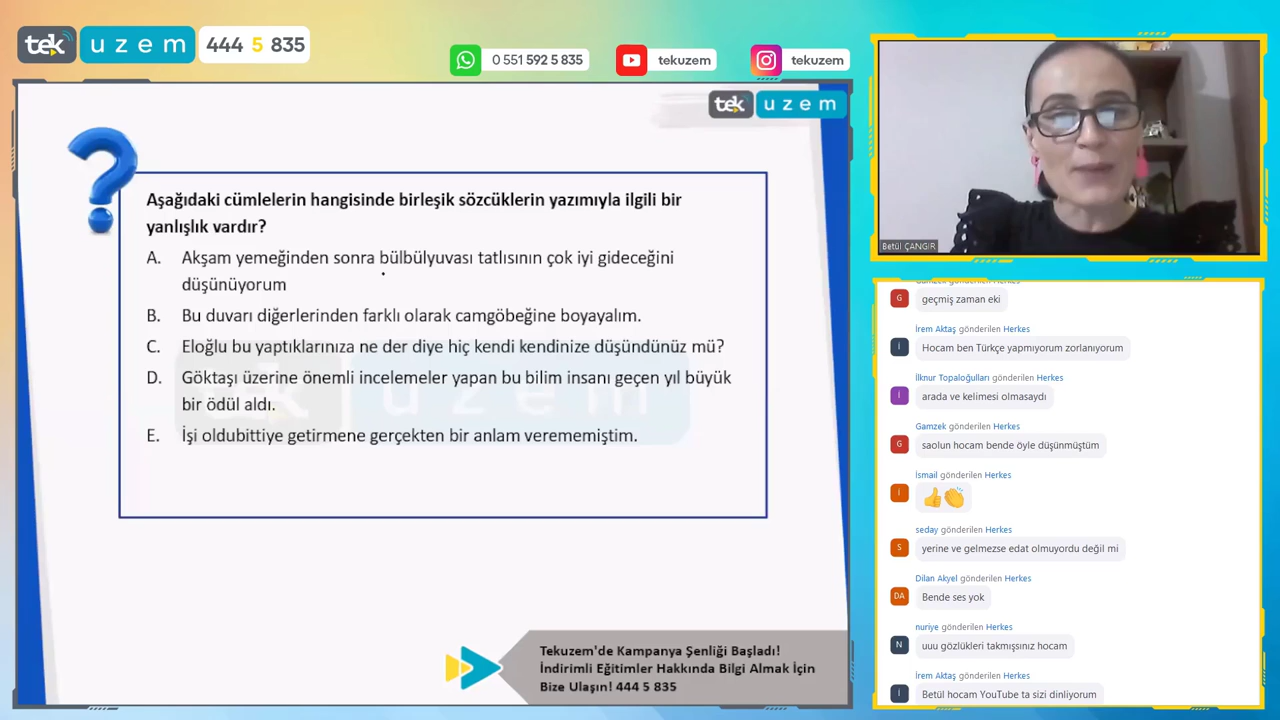 tek uzem 444 5 835
0 551 592 5 835
tekuzem
tekuzem
tek uzem
Aşağıdaki cümlelerin hangisinde birleşik sözcüklerin yazımıyla ilgili bir
yanlışlık vardır?
A. Akşam yemeğinden sonra bülbülyuvası tatlısının çok iyi gideceğini
düşünüyorum
B. Bu duvarı diğerlerinden farklı olarak camgöbeğine boyayalım.
C. Eloğlu bu yaptıklarınıza ne der diye hiç kendi kendinize düşündünüz mü?
D. Göktaşı üzerine önemli incelemeler yapan bu bilim insanı geçen yıl büyük
bir ödül aldı.
E. İşi oldubittiye getirmene gerçekten bir anlam verememiştim.
uzem
Tekuzem'de Kampanya Şenliği Başladı!
İndirimli Eğitimler Hakkında Bilgi Almak İçin
Bize Ulaşın! 444 5 835
Betül ÇANGIR
Gamzek gönderilen Herkes
G geçmiş zaman eki
İrem Aktaş gönderilen Herkes
İ Hocam ben Türkçe yapmıyorum zorlanıyorum
İlknur Topaloğulları gönderilen Herkes
İ arada ve kelimesi olmasaydı
Gamzek gönderilen Herkes
G saolun hocam bende öyle düşünmüştüm
İsmail gönderilen Herkes
İ 👍👏
seday gönderilen Herkes
S yerine ve gelmezse edat olmuyordu değil mi
Dilan Akyel gönderilen Herkes
DA Bende ses yok
nuriye gönderilen Herkes
N uuu gözlükleri takmışsınız hocam
İrem Aktaş gönderilen Herkes
İ Betül hocam YouTube ta sizi dinliyorum